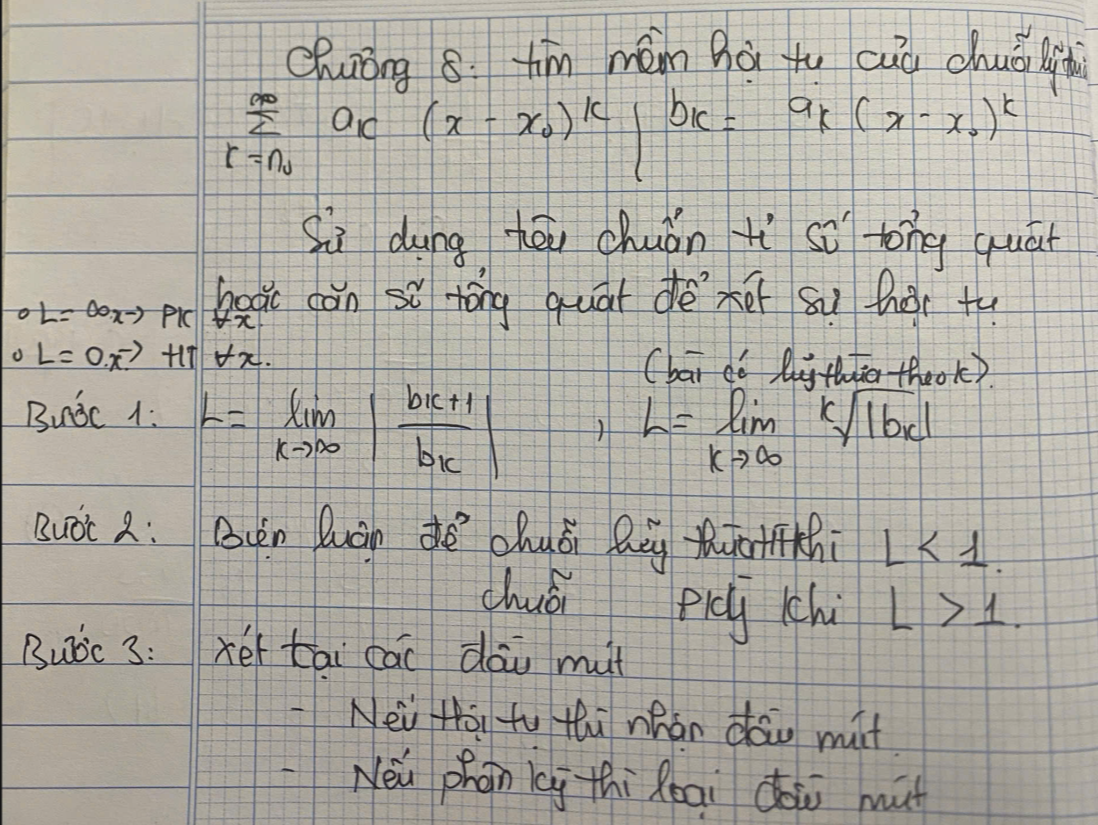 Chương 8: tìm miền hội tụ của chuỗi lỹ thừa
∞
Σ a_k (x - x₀)^k | b_k = a_k (x - x₀)^k
r = n₀
Sử dụng tiêu chuẩn tỉ số tổng quát
hoặc căn số tổng quát để xét sự hội tụ
o L = ∞ x → PK ∀x.
o L = 0.x → HT ∀x.
(bài có luỹ thừa theo k).
Bước 1: L = lim k→∞ | b_{k+1} / b_k | , L = lim k→∞ ᵏ√|b_k|
Bước 2: Biện luận để chuỗi lũy thừa HT khi L < 1.
chuỗi PKỳ khi L > 1.
Bước 3: xét tại các đầu mút
- Nếu Hội tụ thì nhận đầu mút.
- Nếu phân kỳ thì loại đầu mút